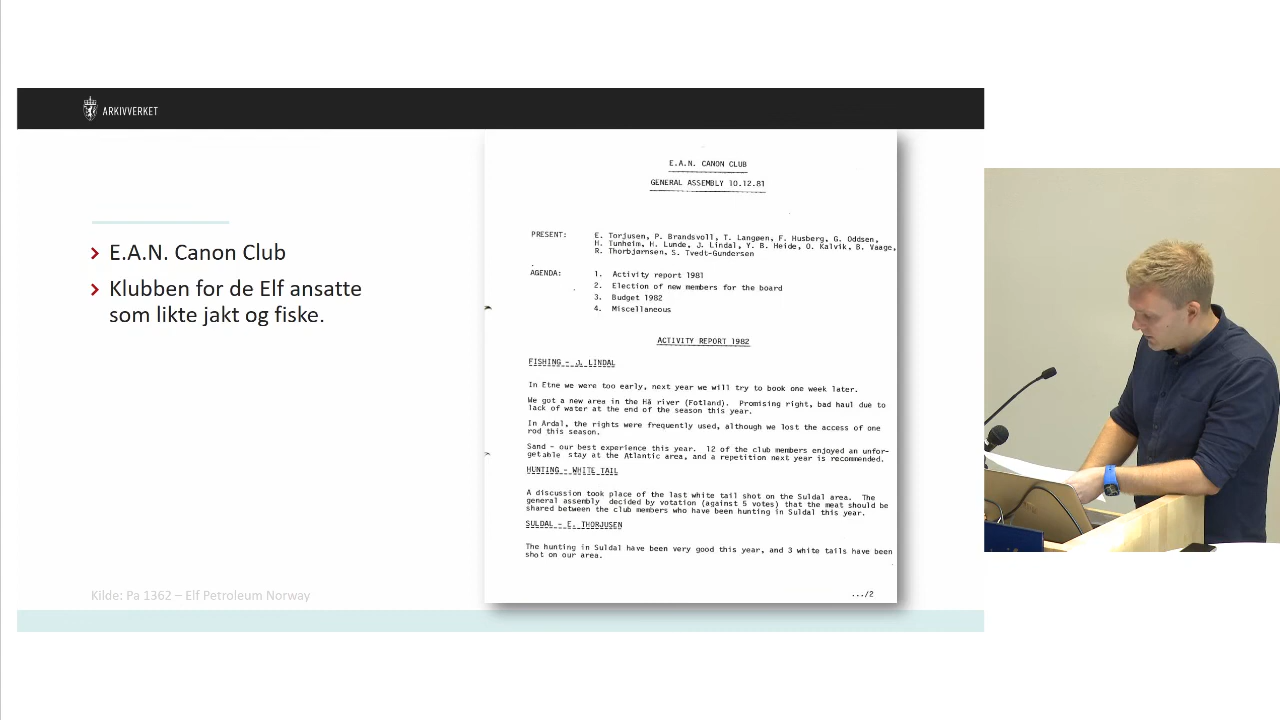 ARKIVVERKET
E.A.N. Canon Club
Klubben for de Elf ansatte
som likte jakt og fiske.
Kilde: Pa 1362 – Elf Petroleum Norway
E.A.N. CANON CLUB
GENERAL ASSEMBLY 10.12.81
PRESENT: E. Torjusen, P. Brandsvoll, T. Langøen, F. Husberg, G. Oddsen,
H. Tunheim, H. Lunde, J. Lindal, Y. B. Heide, O. Kalvik, B. Vaage,
R. Thorbjørnsen, S. Tvedt-Gundersen
AGENDA: 1. Activity report 1981
2. Election of new members for the board
3. Budget 1982
4. Miscellaneous
ACTIVITY REPORT 1982
FISHING - J. LINDAL
In Etne we were too early, next year we will try to book one week later.
We got a new area in the Hå river (Fotland). Promising right, bad haul due to
lack of water at the end of the season this year.
In Årdal, the rights were frequently used, although we lost the access of one
rod this season.
Sand - our best experience this year. 12 of the club members enjoyed an unfor-
getable stay at the Atlantic area, and a repetition next year is recommended.
HUNTING - WHITE TAIL
A discussion took place of the last white tail shot on the Suldal area. The
general assembly decided by votation (against 5 votes) that the meat should be
shared between the club members who have been hunting in Suldal this year.
SULDAL - E. THORJUSEN
The hunting in Suldal have been very good this year, and 3 white tails have been
shot on our area.
.../2